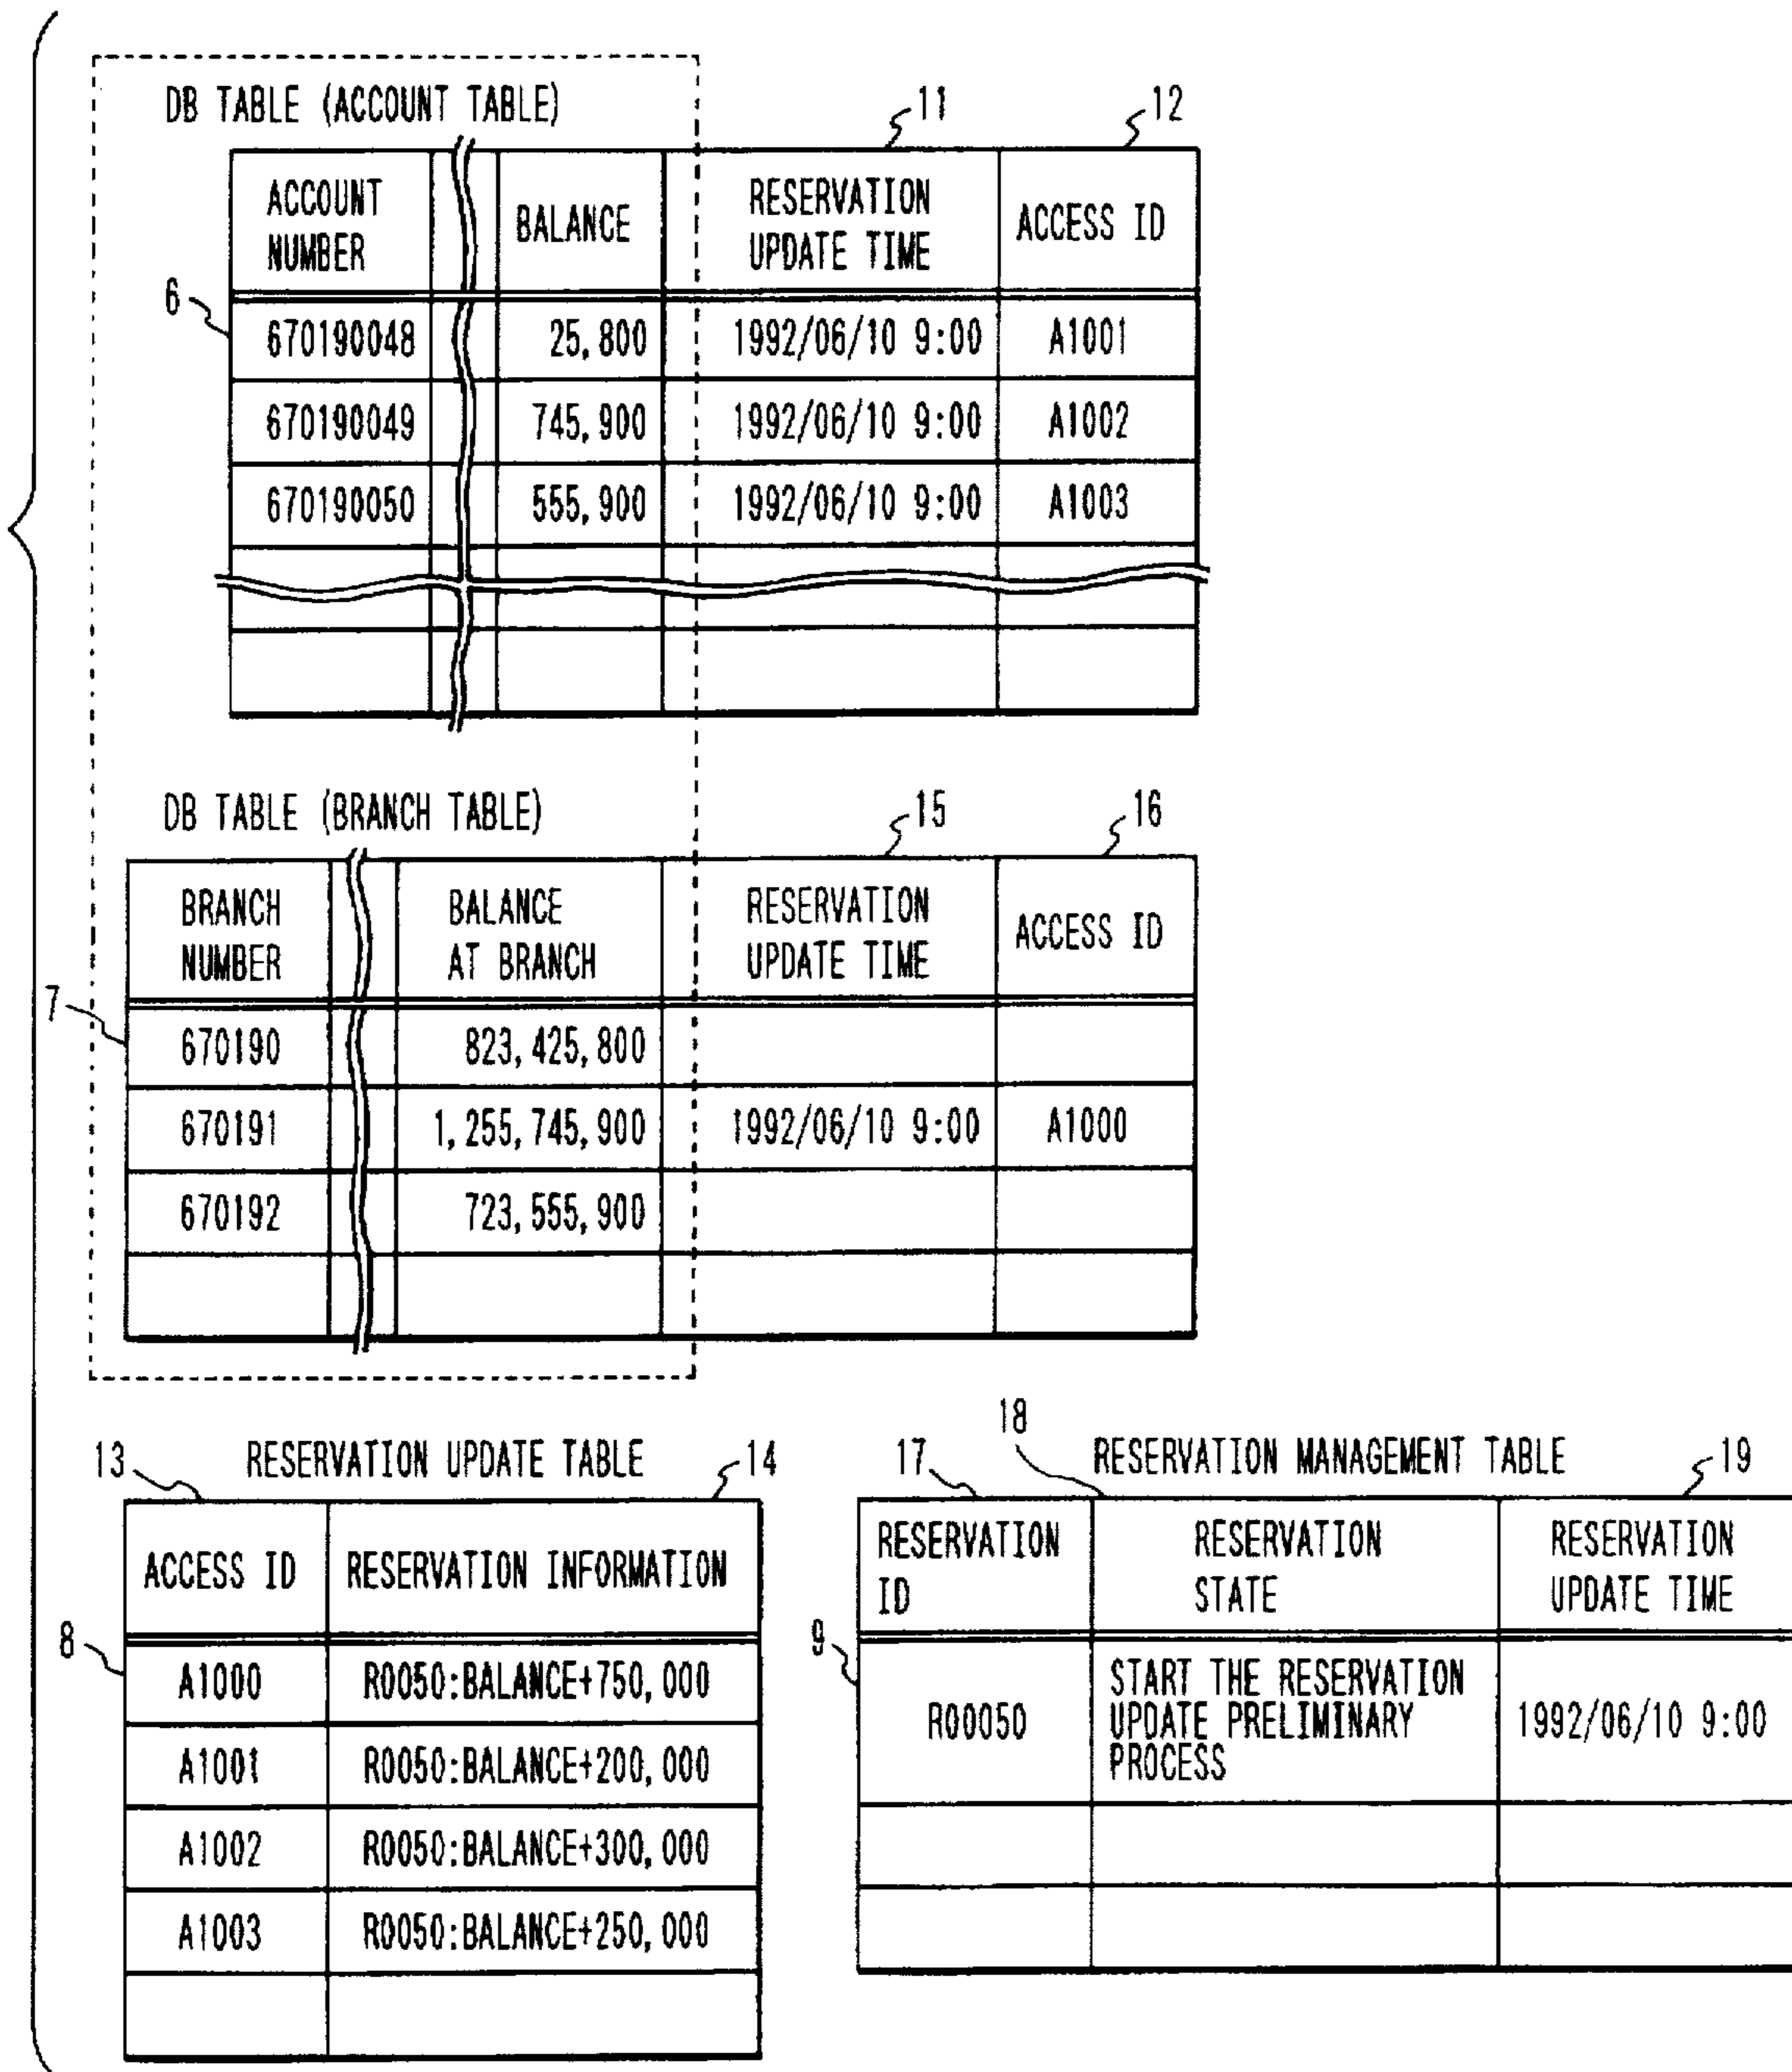 DB TABLE (ACCOUNT TABLE)
11
12
ACCOUNT NUMBER BALANCE RESERVATION UPDATE TIME ACCESS ID
6
670190048 25,800 1992/06/10 9:00 A1001
670190049 745,900 1992/06/10 9:00 A1002
670190050 555,900 1992/06/10 9:00 A1003
DB TABLE (BRANCH TABLE)
15
16
BRANCH NUMBER BALANCE AT BRANCH RESERVATION UPDATE TIME ACCESS ID
7
670190 823,425,800
670191 1,255,745,900 1992/06/10 9:00 A1000
670192 723,555,900
13
RESERVATION UPDATE TABLE
14
ACCESS ID RESERVATION INFORMATION
8
A1000 R0050:BALANCE+750,000
A1001 R0050:BALANCE+200,000
A1002 R0050:BALANCE+300,000
A1003 R0050:BALANCE+250,000
17
18
RESERVATION MANAGEMENT TABLE
19
RESERVATION ID RESERVATION STATE RESERVATION UPDATE TIME
9
R00050 START THE RESERVATION UPDATE PRELIMINARY PROCESS 1992/06/10 9:00